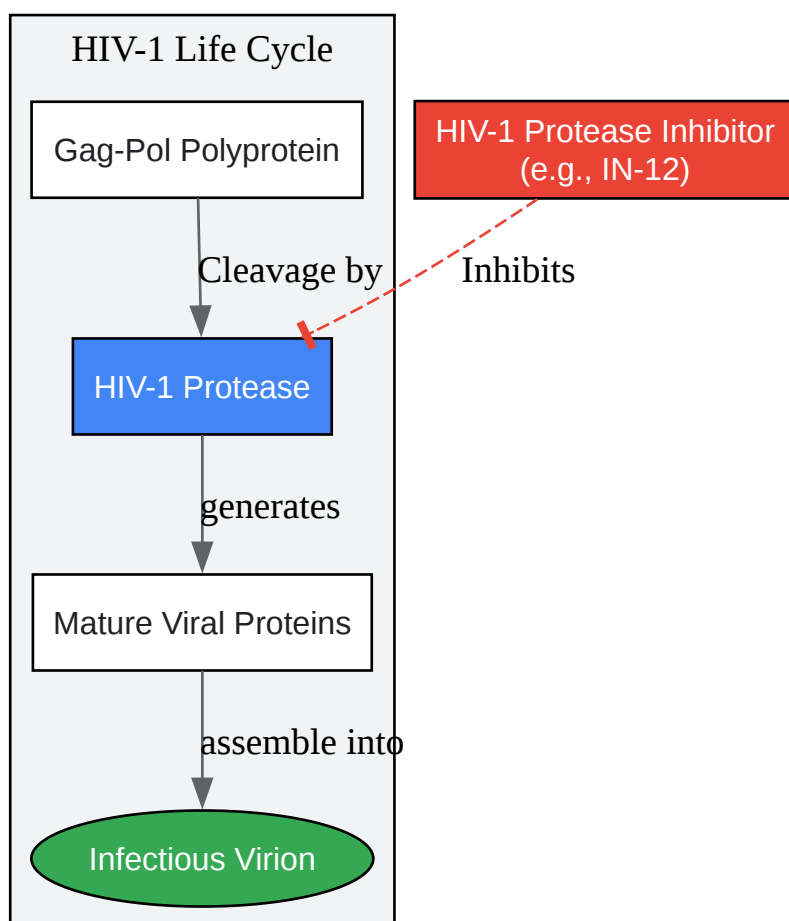 HIV-1 Life Cycle
Gag-Pol Polyprotein
HIV-1 Protease Inhibitor
(e.g., IN-12)
Cleavage by
Inhibits
HIV-1 Protease
generates
Mature Viral Proteins
assemble into
Infectious Virion